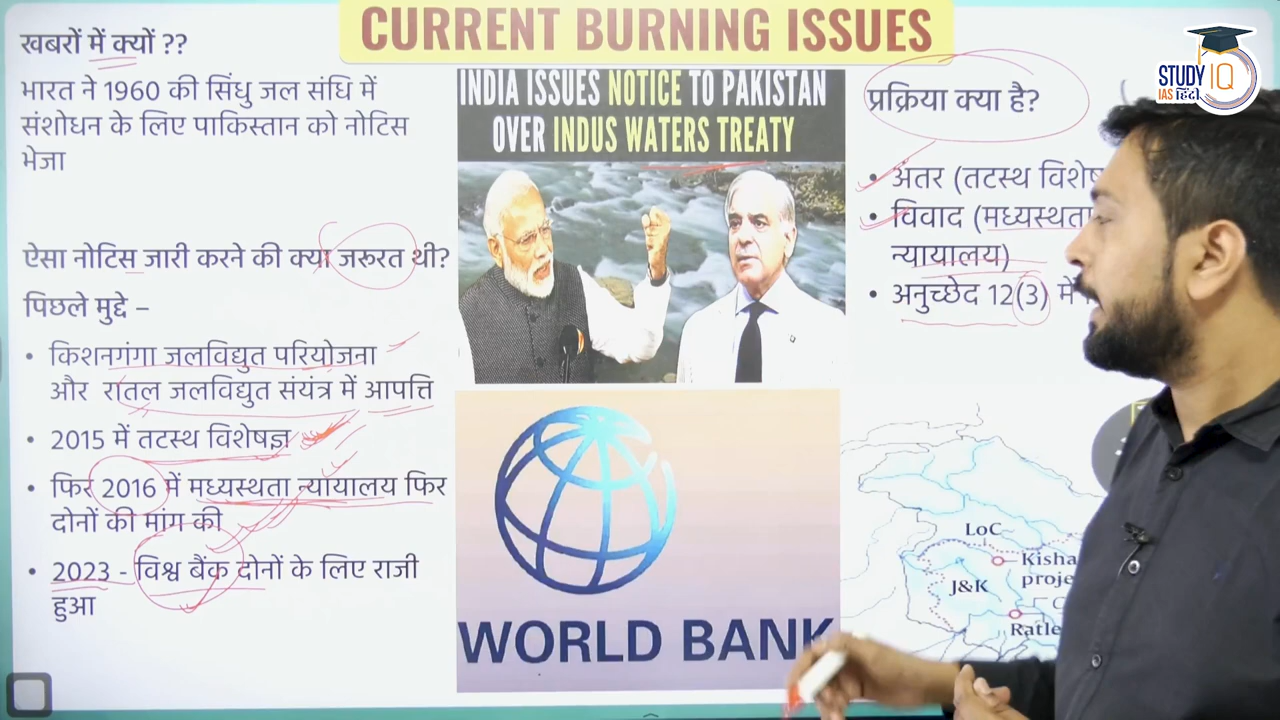 CURRENT BURNING ISSUES
खबरों में क्यों ??
भारत ने 1960 की सिंधु जल संधि में
संशोधन के लिए पाकिस्तान को नोटिस
भेजा
ऐसा नोटिस जारी करने की क्या जरूरत थी?
पिछले मुद्दे –
• किशनगंगा जलविद्युत परियोजना
और रातल जलविद्युत संयंत्र में आपत्ति
• 2015 में तटस्थ विशेषज्ञ
• फिर 2016 में मध्यस्थता न्यायालय फिर
दोनों की मांग की
• 2023 - विश्व बैंक दोनों के लिए राजी
हुआ
INDIA ISSUES NOTICE TO PAKISTAN
OVER INDUS WATERS TREATY
WORLD BANK
प्रक्रिया क्या है?
• अंतर (तटस्थ
• विवाद (मध्यस्थता
न्यायालय)
• अनुच्छेद 12(3) में
LoC
J&K
STUDY IQ
IAS हिंदी